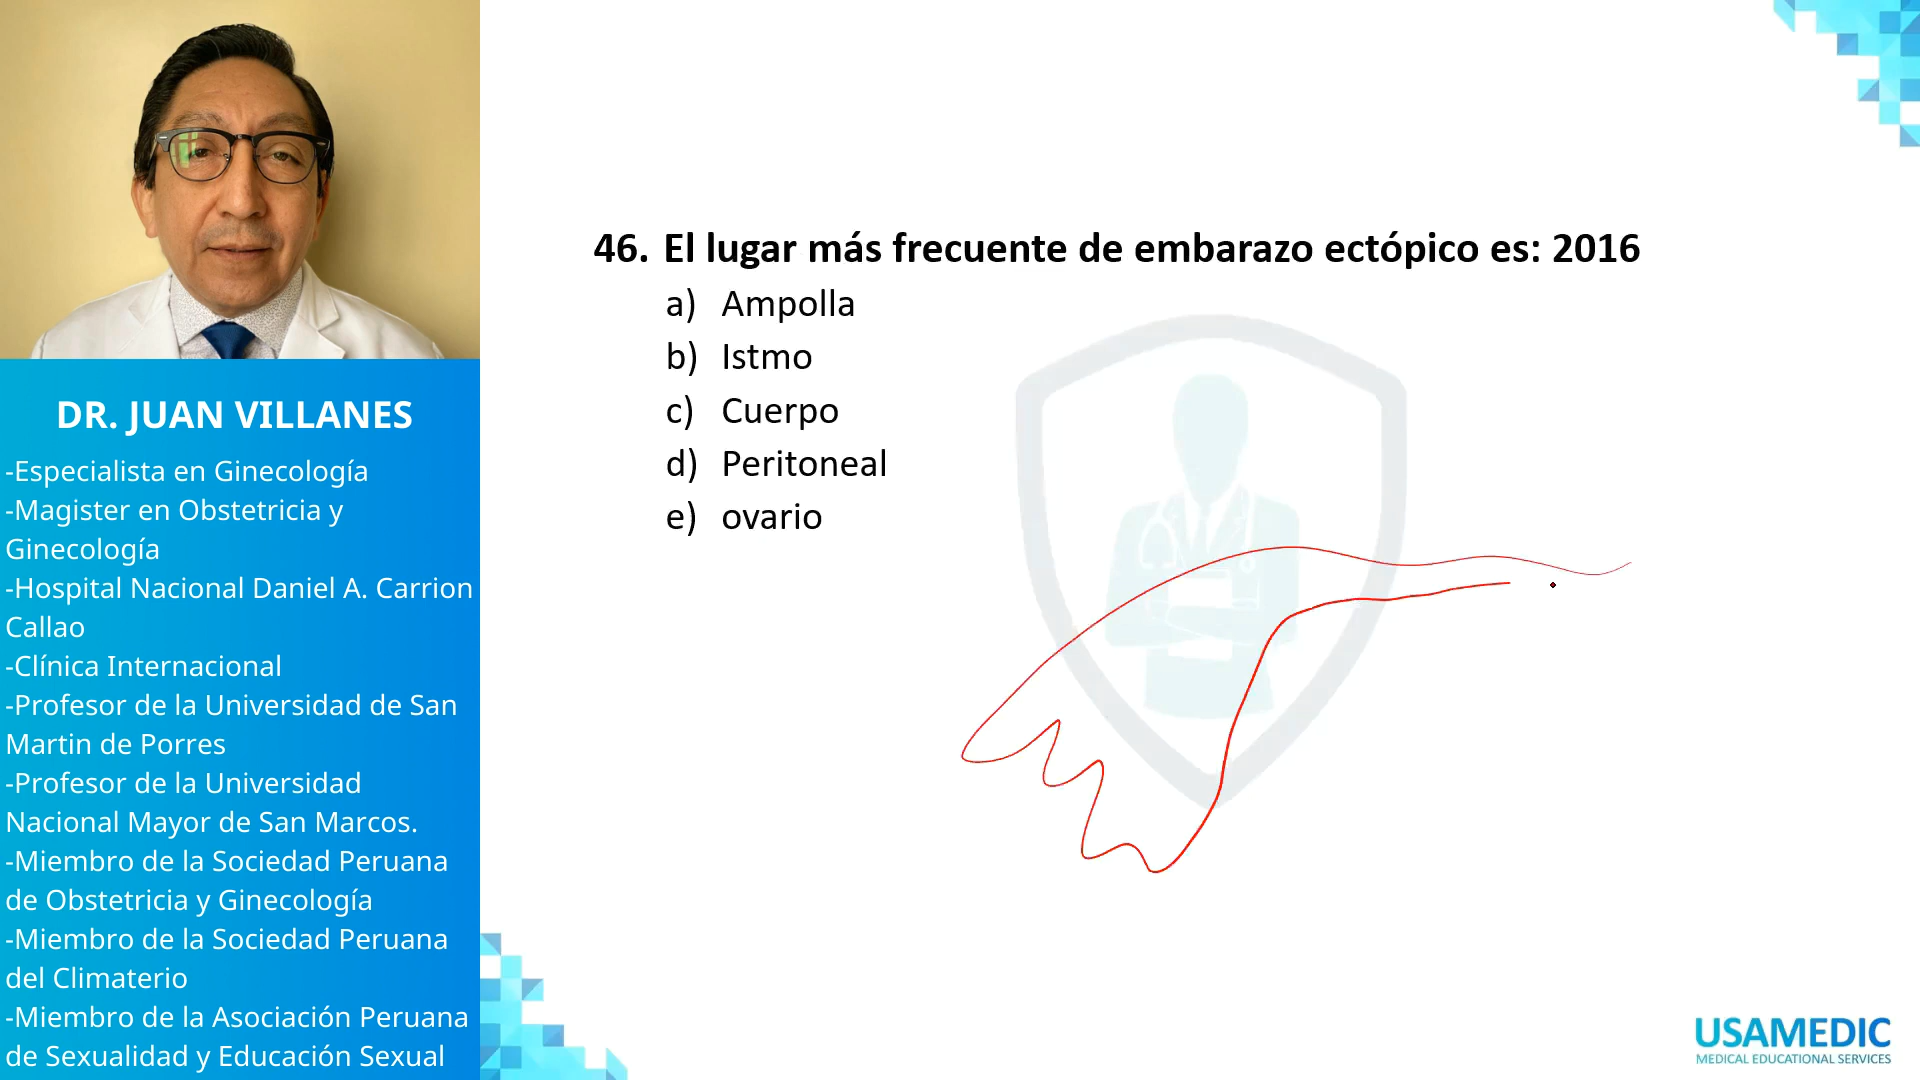 DR. JUAN VILLANES
-Especialista en Ginecología
-Magister en Obstetricia y
Ginecología
-Hospital Nacional Daniel A. Carrion
Callao
-Clínica Internacional
-Profesor de la Universidad de San
Martin de Porres
-Profesor de la Universidad
Nacional Mayor de San Marcos.
-Miembro de la Sociedad Peruana
de Obstetricia y Ginecología
-Miembro de la Sociedad Peruana
del Climaterio
-Miembro de la Asociación Peruana
de Sexualidad y Educación Sexual
46. El lugar más frecuente de embarazo ectópico es: 2016
a) Ampolla
b) Istmo
c) Cuerpo
d) Peritoneal
e) ovario
USAMEDIC
MEDICAL EDUCATIONAL SERVICES